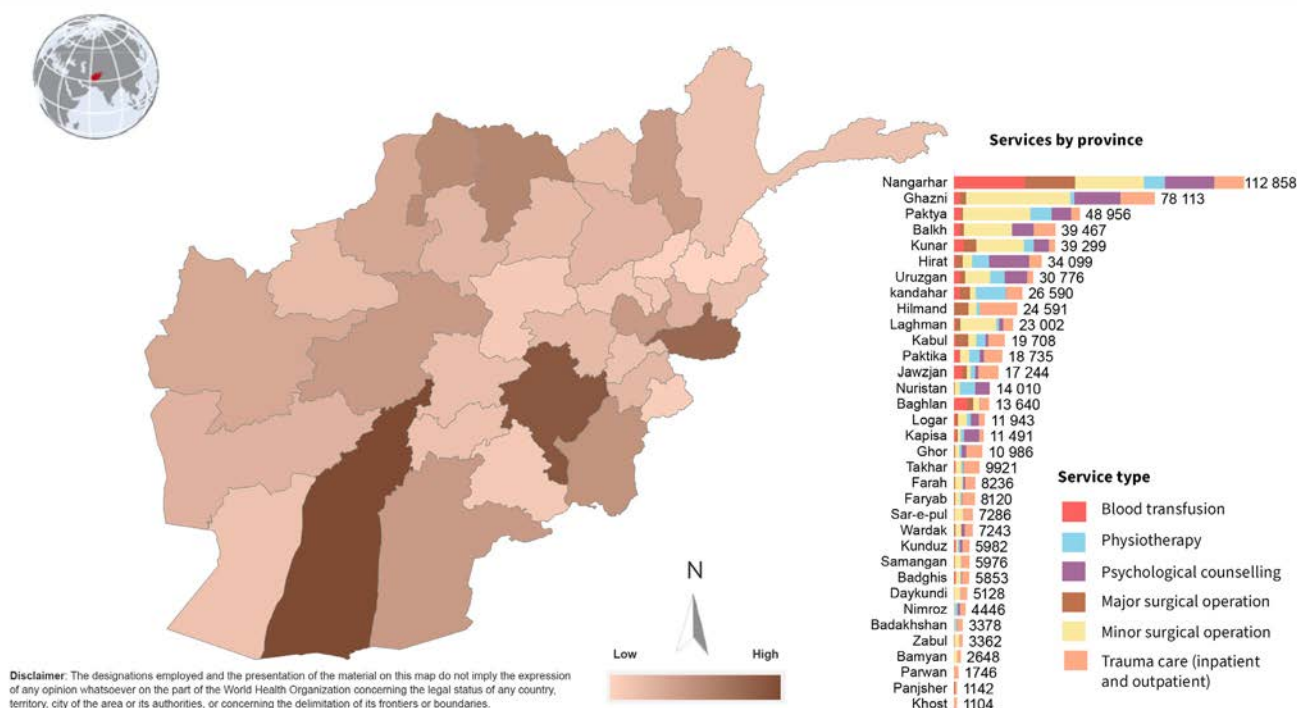 Services by province
Nangarhar 112 858
Ghazni 78 113
Paktya 48 956
Balkh 39 467
Kunar 39 299
Hirat 34 099
Uruzgan 30 776
kandahar 26 590
Hilmand 24 591
Laghman 23 002
Kabul 19 708
Paktika 18 735
Jawzjan 17 244
Nuristan 14 010
Baghlan 13 640
Logar 11 943
Kapisa 11 491
Ghor 10 986
Takhar 9921
Farah 8236
Faryab 8120
Sar-e-pul 7286
Wardak 7243
Kunduz 5982
Samangan 5976
Badghis 5853
Daykundi 5128
Nimroz 4446
Badakhshan 3378
Zabul 3362
Bamyan 2648
Parwan 1746
Panjsher 1142
Khost 1104
Service type
Blood transfusion
Physiotherapy
Psychological counselling
Major surgical operation
Minor surgical operation
Trauma care (inpatient
and outpatient)
N
Low High
Disclaimer: The designations employed and the presentation of the material on this map do not imply the expression
of any opinion whatsoever on the part of the World Health Organization concerning the legal status of any country,
territory, city of the area or its authorities, or concerning the delimitation of its frontiers or boundaries.